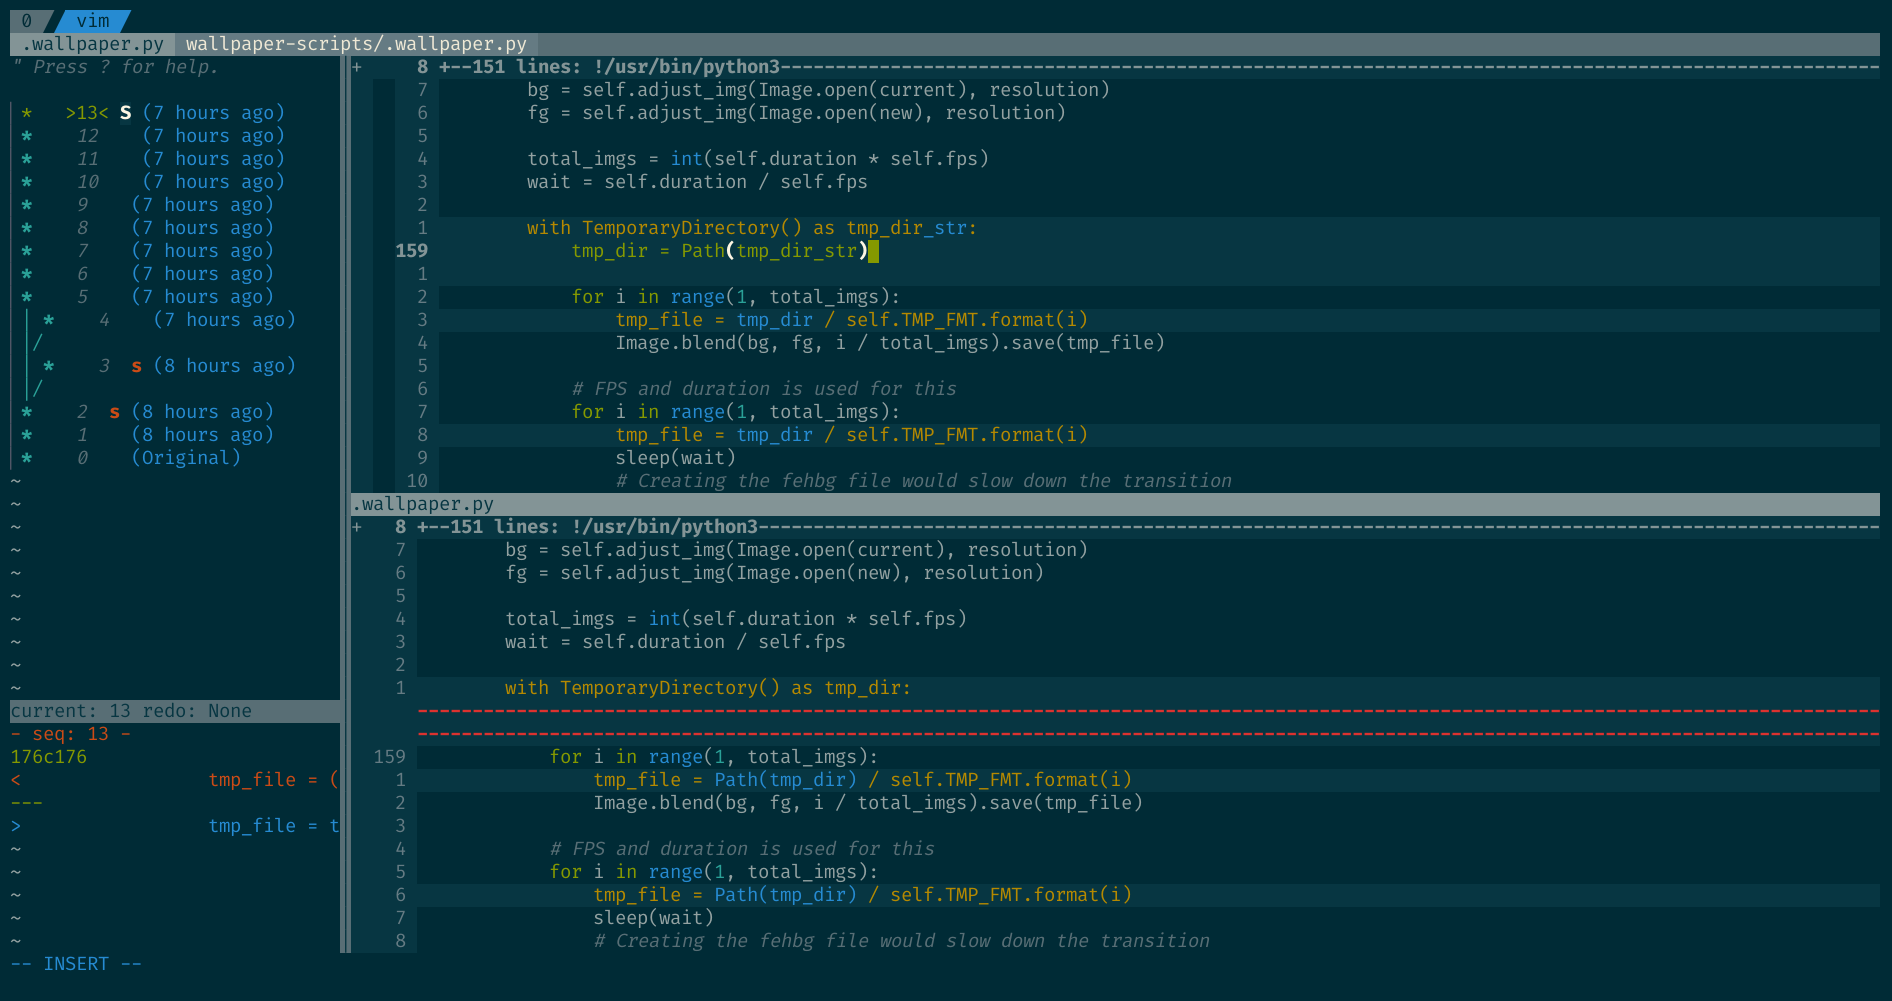 0 vim
.wallpaper.py wallpaper-scripts/.wallpaper.py
" Press ? for help.
* >13< S (7 hours ago)
* 12 (7 hours ago)
* 11 (7 hours ago)
* 10 (7 hours ago)
* 9 (7 hours ago)
* 8 (7 hours ago)
* 7 (7 hours ago)
* 6 (7 hours ago)
* 5 (7 hours ago)
| * 4 (7 hours ago)
|/
| * 3 s (8 hours ago)
|/
* 2 s (8 hours ago)
* 1 (8 hours ago)
* 0 (Original)
~
~
~
~
~
~
~
~
~
~
current: 13 redo: None
- seq: 13 -
176c176
< tmp_file = (
---
> tmp_file = t
~
~
~
~
~
+ 8 +--151 lines: !/usr/bin/python3----------------------------------------------------------------------------------------------------
7 bg = self.adjust_img(Image.open(current), resolution)
6 fg = self.adjust_img(Image.open(new), resolution)
5
4 total_imgs = int(self.duration * self.fps)
3 wait = self.duration / self.fps
2
1 with TemporaryDirectory() as tmp_dir_str:
159 tmp_dir = Path(tmp_dir_str)
1
2 for i in range(1, total_imgs):
3 tmp_file = tmp_dir / self.TMP_FMT.format(i)
4 Image.blend(bg, fg, i / total_imgs).save(tmp_file)
5
6 # FPS and duration is used for this
7 for i in range(1, total_imgs):
8 tmp_file = tmp_dir / self.TMP_FMT.format(i)
9 sleep(wait)
10 # Creating the fehbg file would slow down the transition
.wallpaper.py
+ 8 +--151 lines: !/usr/bin/python3------------------------------------------------------------------------------------------------------
7 bg = self.adjust_img(Image.open(current), resolution)
6 fg = self.adjust_img(Image.open(new), resolution)
5
4 total_imgs = int(self.duration * self.fps)
3 wait = self.duration / self.fps
2
1 with TemporaryDirectory() as tmp_dir:
-------------------------------------------------------------------------------------------------------------------------------------
-------------------------------------------------------------------------------------------------------------------------------------
159 for i in range(1, total_imgs):
1 tmp_file = Path(tmp_dir) / self.TMP_FMT.format(i)
2 Image.blend(bg, fg, i / total_imgs).save(tmp_file)
3
4 # FPS and duration is used for this
5 for i in range(1, total_imgs):
6 tmp_file = Path(tmp_dir) / self.TMP_FMT.format(i)
7 sleep(wait)
8 # Creating the fehbg file would slow down the transition
-- INSERT --